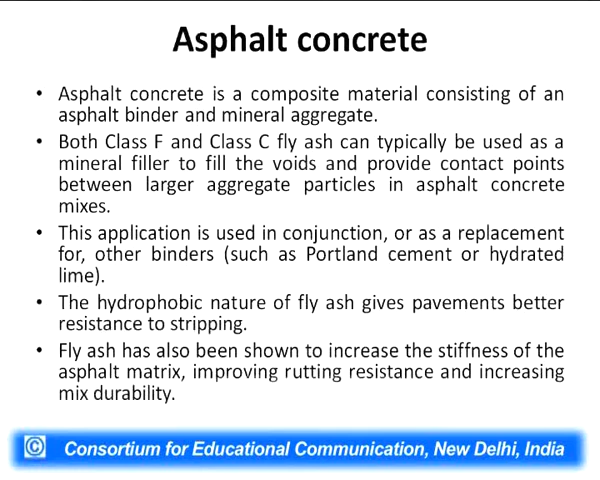 Asphalt concrete
• Asphalt concrete is a composite material consisting of an
asphalt binder and mineral aggregate.
• Both Class F and Class C fly ash can typically be used as a
mineral filler to fill the voids and provide contact points
between larger aggregate particles in asphalt concrete
mixes.
• This application is used in conjunction, or as a replacement
for, other binders (such as Portland cement or hydrated
lime).
• The hydrophobic nature of fly ash gives pavements better
resistance to stripping.
• Fly ash has also been shown to increase the stiffness of the
asphalt matrix, improving rutting resistance and increasing
mix durability.
© Consortium for Educational Communication, New Delhi, India